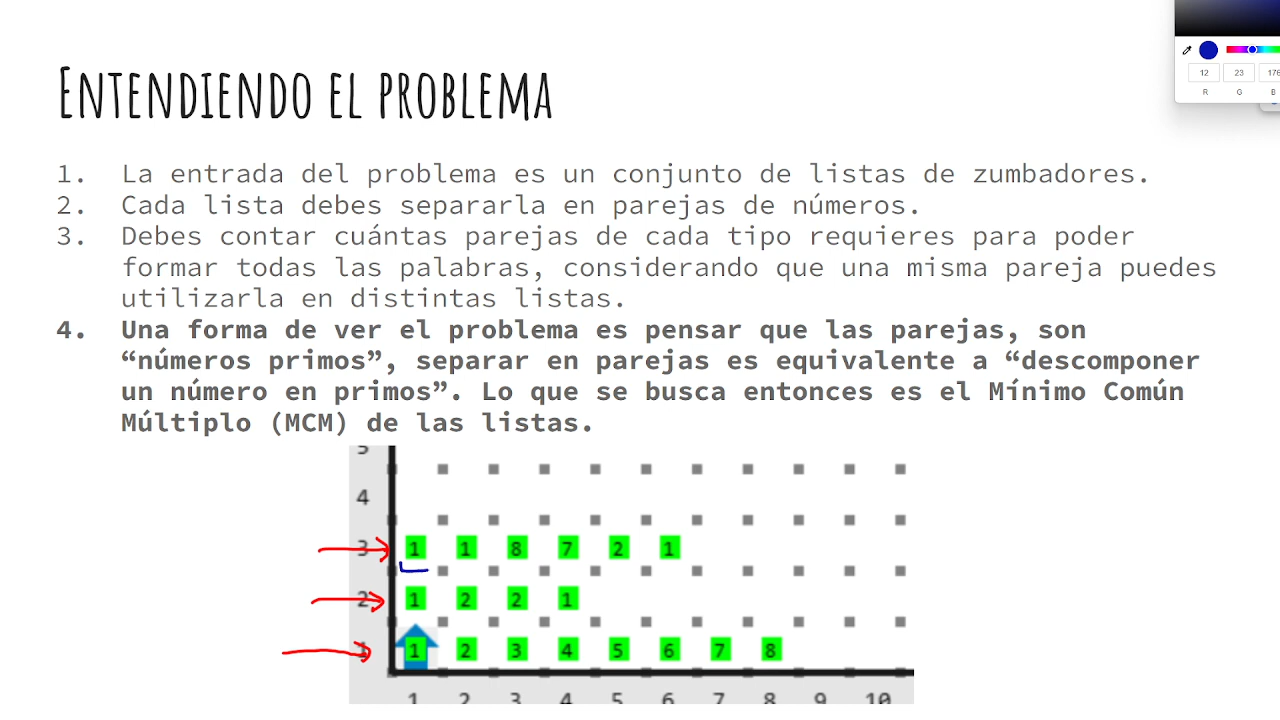 ENTENDIENDO EL PROBLEMA
1. La entrada del problema es un conjunto de listas de zumbadores.
2. Cada lista debes separarla en parejas de números.
3. Debes contar cuántas parejas de cada tipo requieres para poder
formar todas las palabras, considerando que una misma pareja puedes
utilizarla en distintas listas.
4. Una forma de ver el problema es pensar que las parejas, son
“números primos”, separar en parejas es equivalente a “descomponer
un número en primos”. Lo que se busca entonces es el Mínimo Común
Múltiplo (MCM) de las listas.
12 23 176
R G B
5
4
3 1 1 8 7 2 1
2 1 2 2 1
1 1 2 3 4 5 6 7 8
1 2 3 4 5 6 7 8 9 10